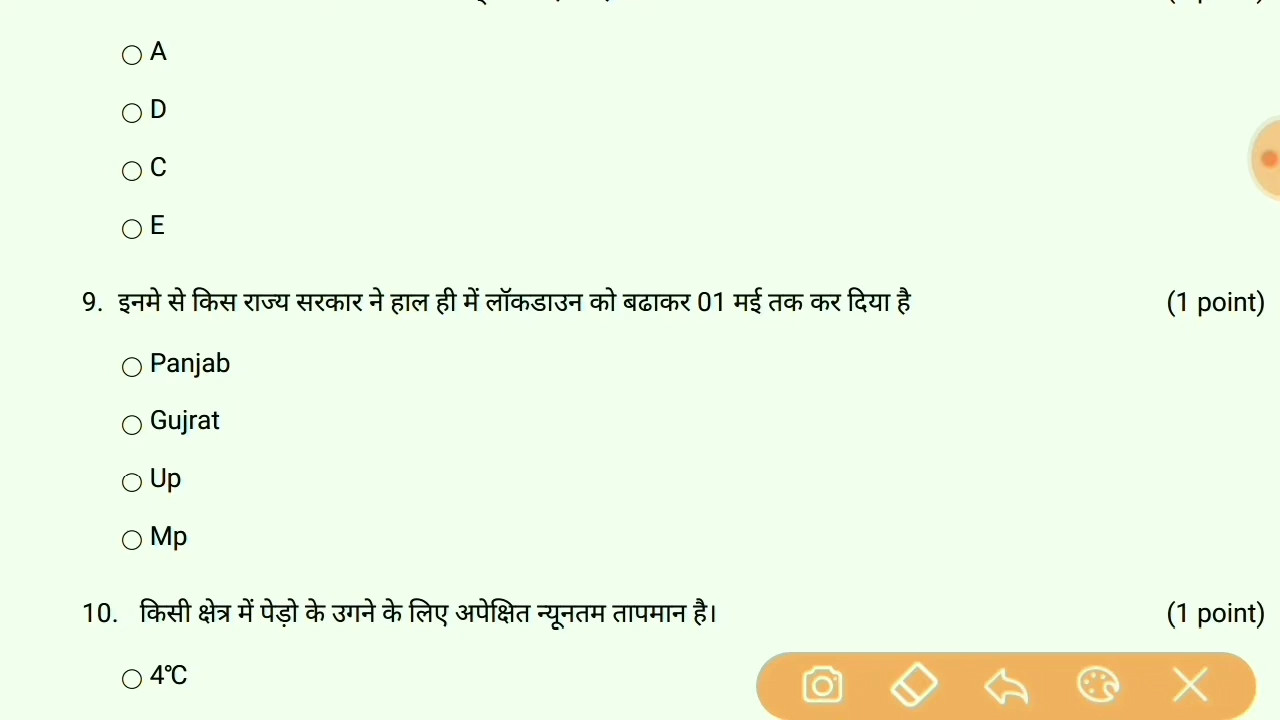 A
D
C
E
9. इनमे से किस राज्य सरकार ने हाल ही में लॉकडाउन को बढाकर 01 मई तक कर दिया है (1 point)
Panjab
Gujrat
Up
Mp
10. किसी क्षेत्र में पेड़ो के उगने के लिए अपेक्षित न्यूनतम तापमान है। (1 point)
4℃